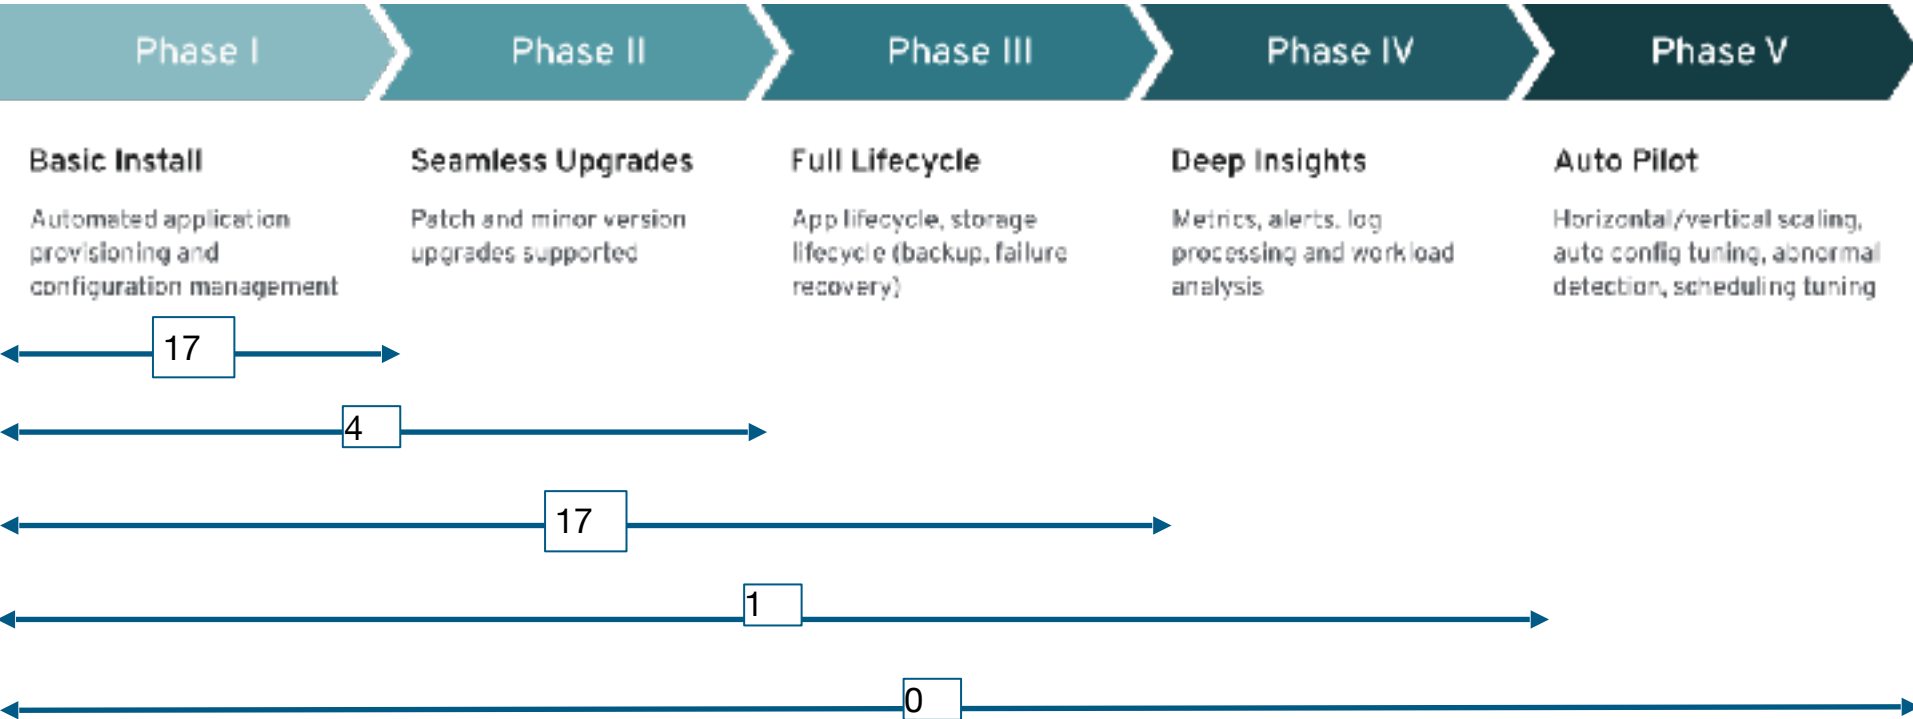 Phase I
Phase II
Phase III
Phase IV
Phase V
Basic Install
Automated application
provisioning and
configuration management
Seamless Upgrades
Patch and minor version
upgrades supported
Full Lifecycle
App lifecycle, storage
lifecycle (backup, failure
recovery)
Deep Insights
Metrics, alerts, log
processing and workload
analysis
Auto Pilot
Horizontal/vertical scaling,
auto config tuning, abnormal
detection, scheduling tuning
17
4
17
1
0